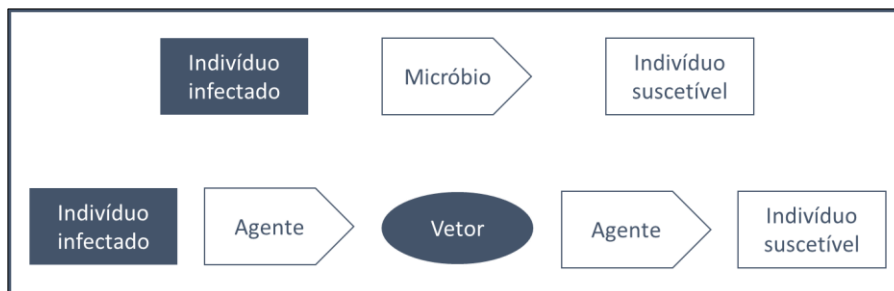 Indivíduo
infectado
Micróbio
Indivíduo
suscetível
Indivíduo
infectado
Agente
Vetor
Agente
Indivíduo
suscetível